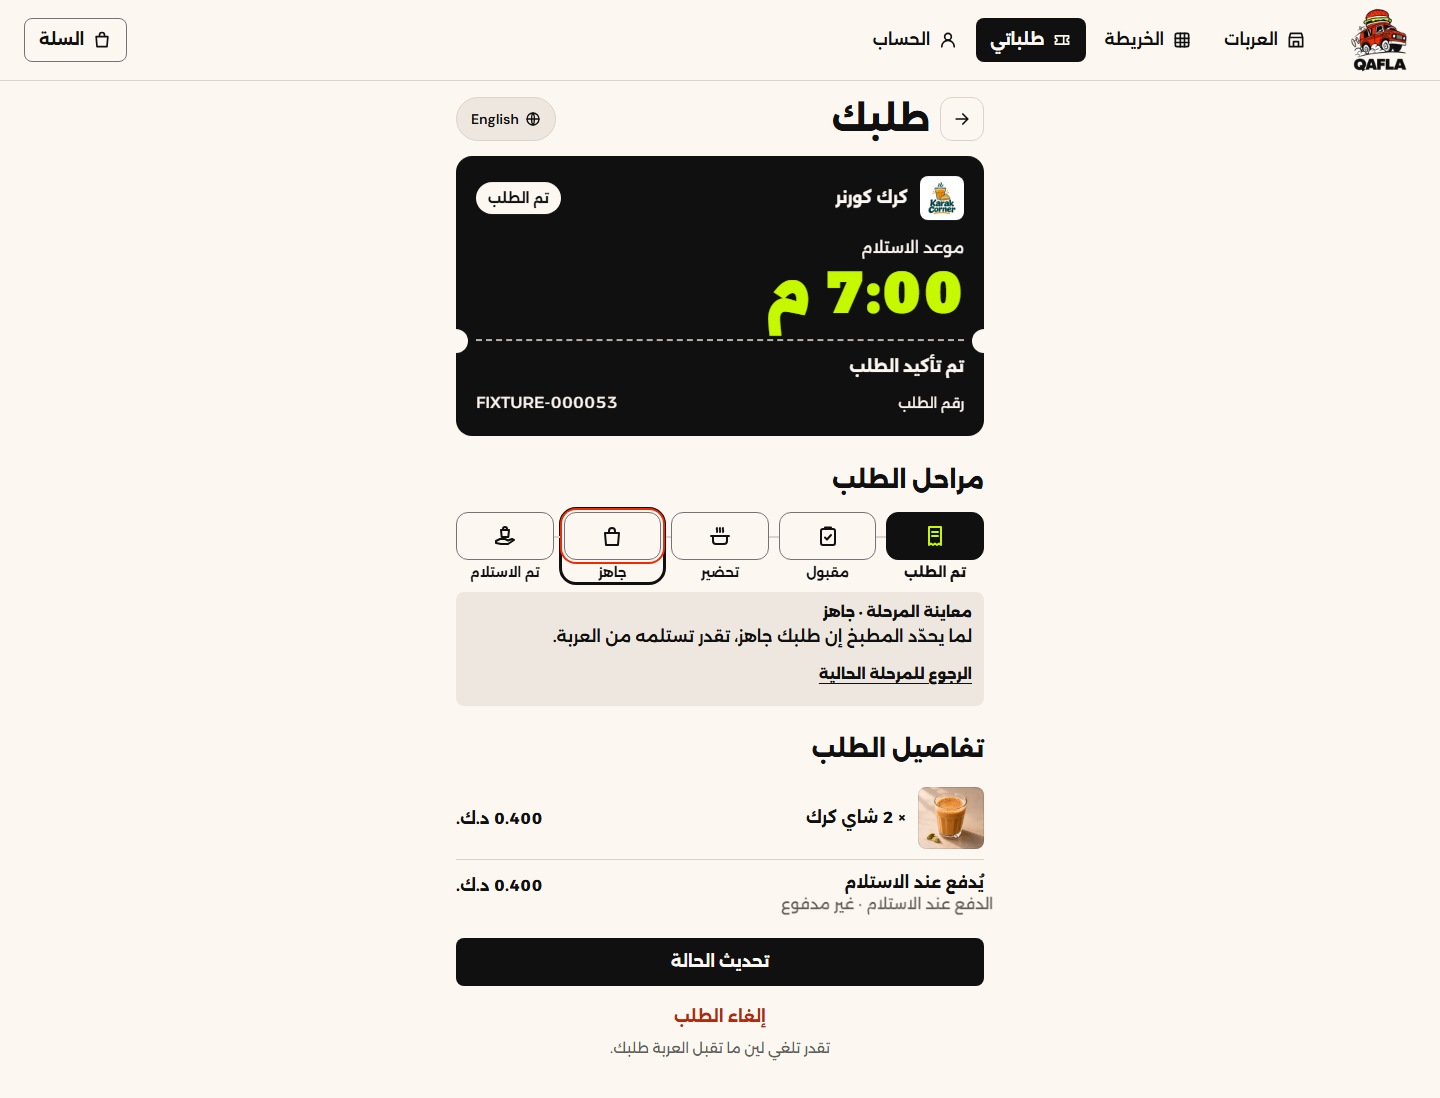 QAFLA
العربات
الخريطة
طلباتي
الحساب
السلة
طلبك
English
Karak Corner
كرك كورنر
تم الطلب
موعد الاستلام
7:00 م
تم تأكيد الطلب
رقم الطلب
FIXTURE-000053
مراحل الطلب
تم الطلب
مقبول
تحضير
جاهز
تم الاستلام
معاينة المرحلة · جاهز
لما يحدّد المطبخ إن طلبك جاهز، تقدر تستلمه من العربة.
الرجوع للمرحلة الحالية
تفاصيل الطلب
× 2 شاي كرك
0.400 د.ك.
يُدفع عند الاستلام
0.400 د.ك.
الدفع عند الاستلام · غير مدفوع
تحديث الحالة
إلغاء الطلب
تقدر تلغي لين ما تقبل العربة طلبك.